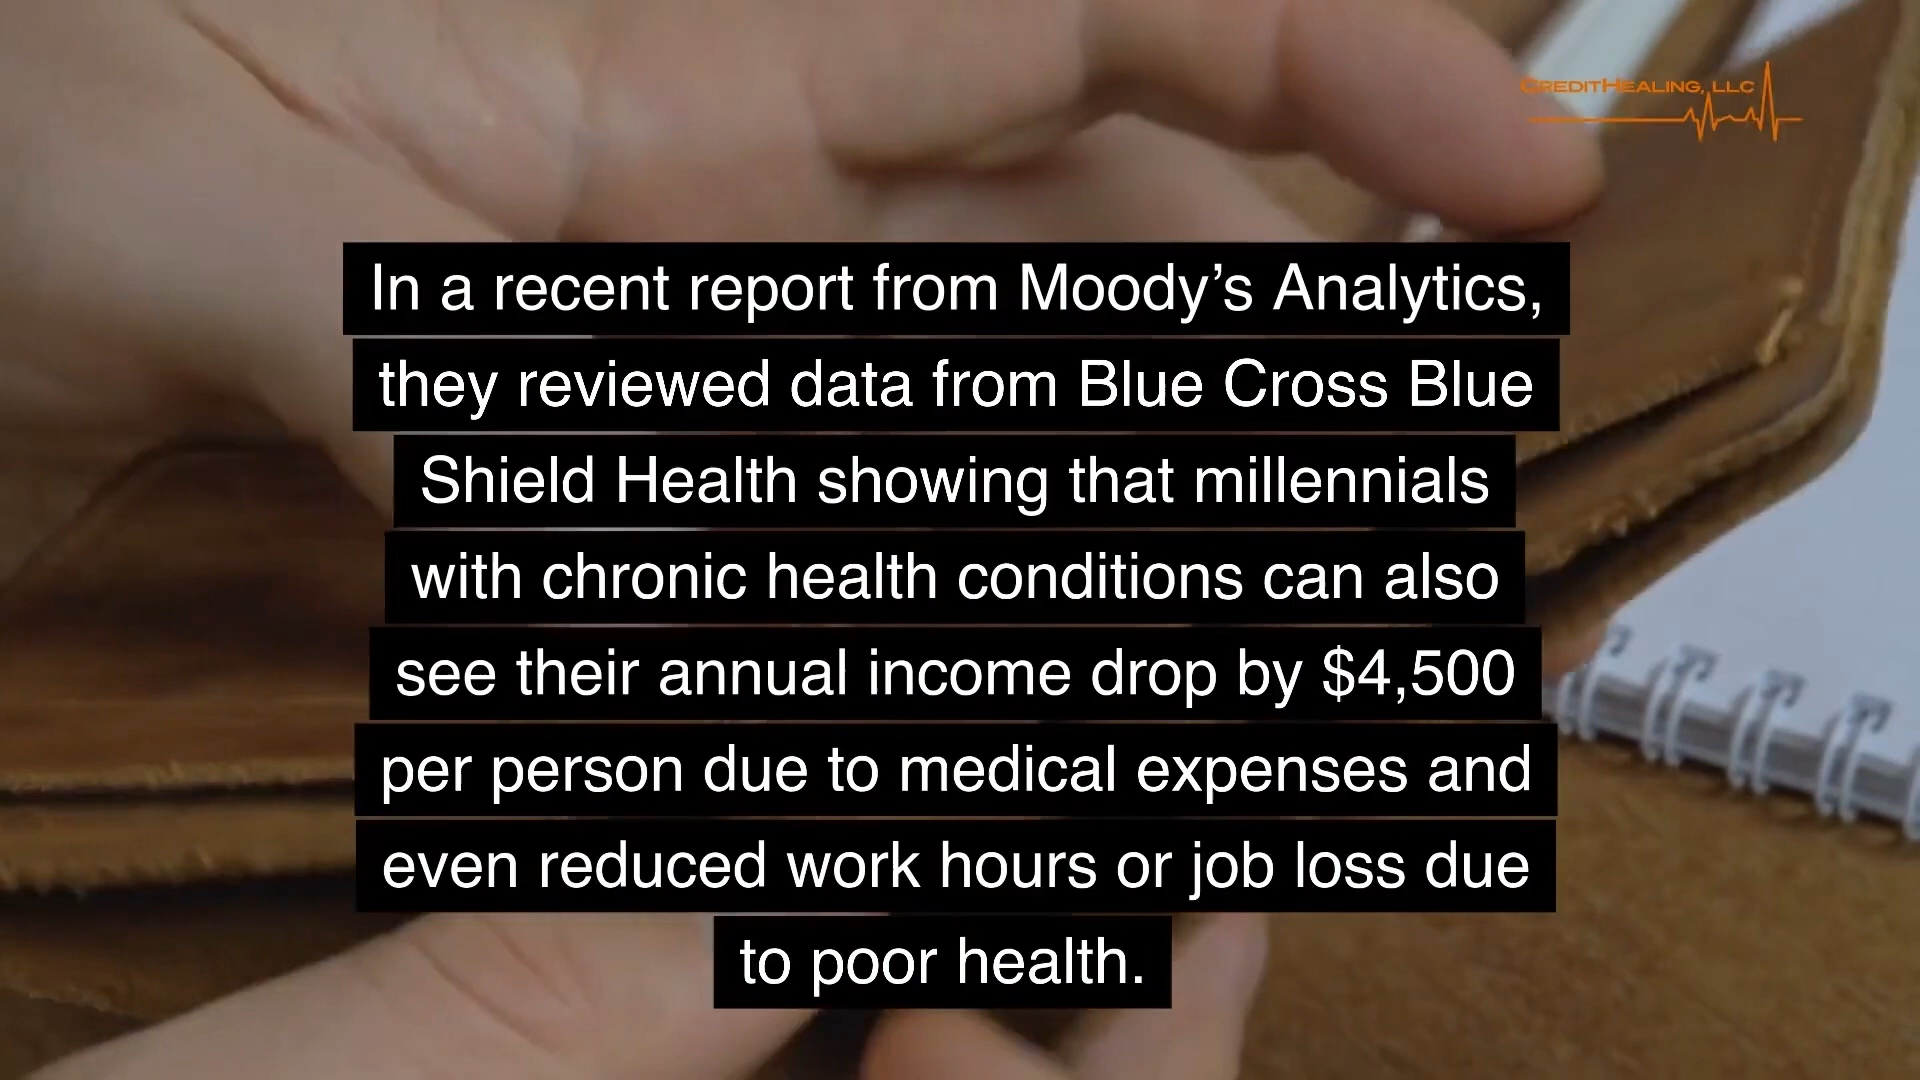 CREDITHEALING, LLC
In a recent report from Moody’s Analytics,
they reviewed data from Blue Cross Blue
Shield Health showing that millennials
with chronic health conditions can also
see their annual income drop by $4,500
per person due to medical expenses and
even reduced work hours or job loss due
to poor health.